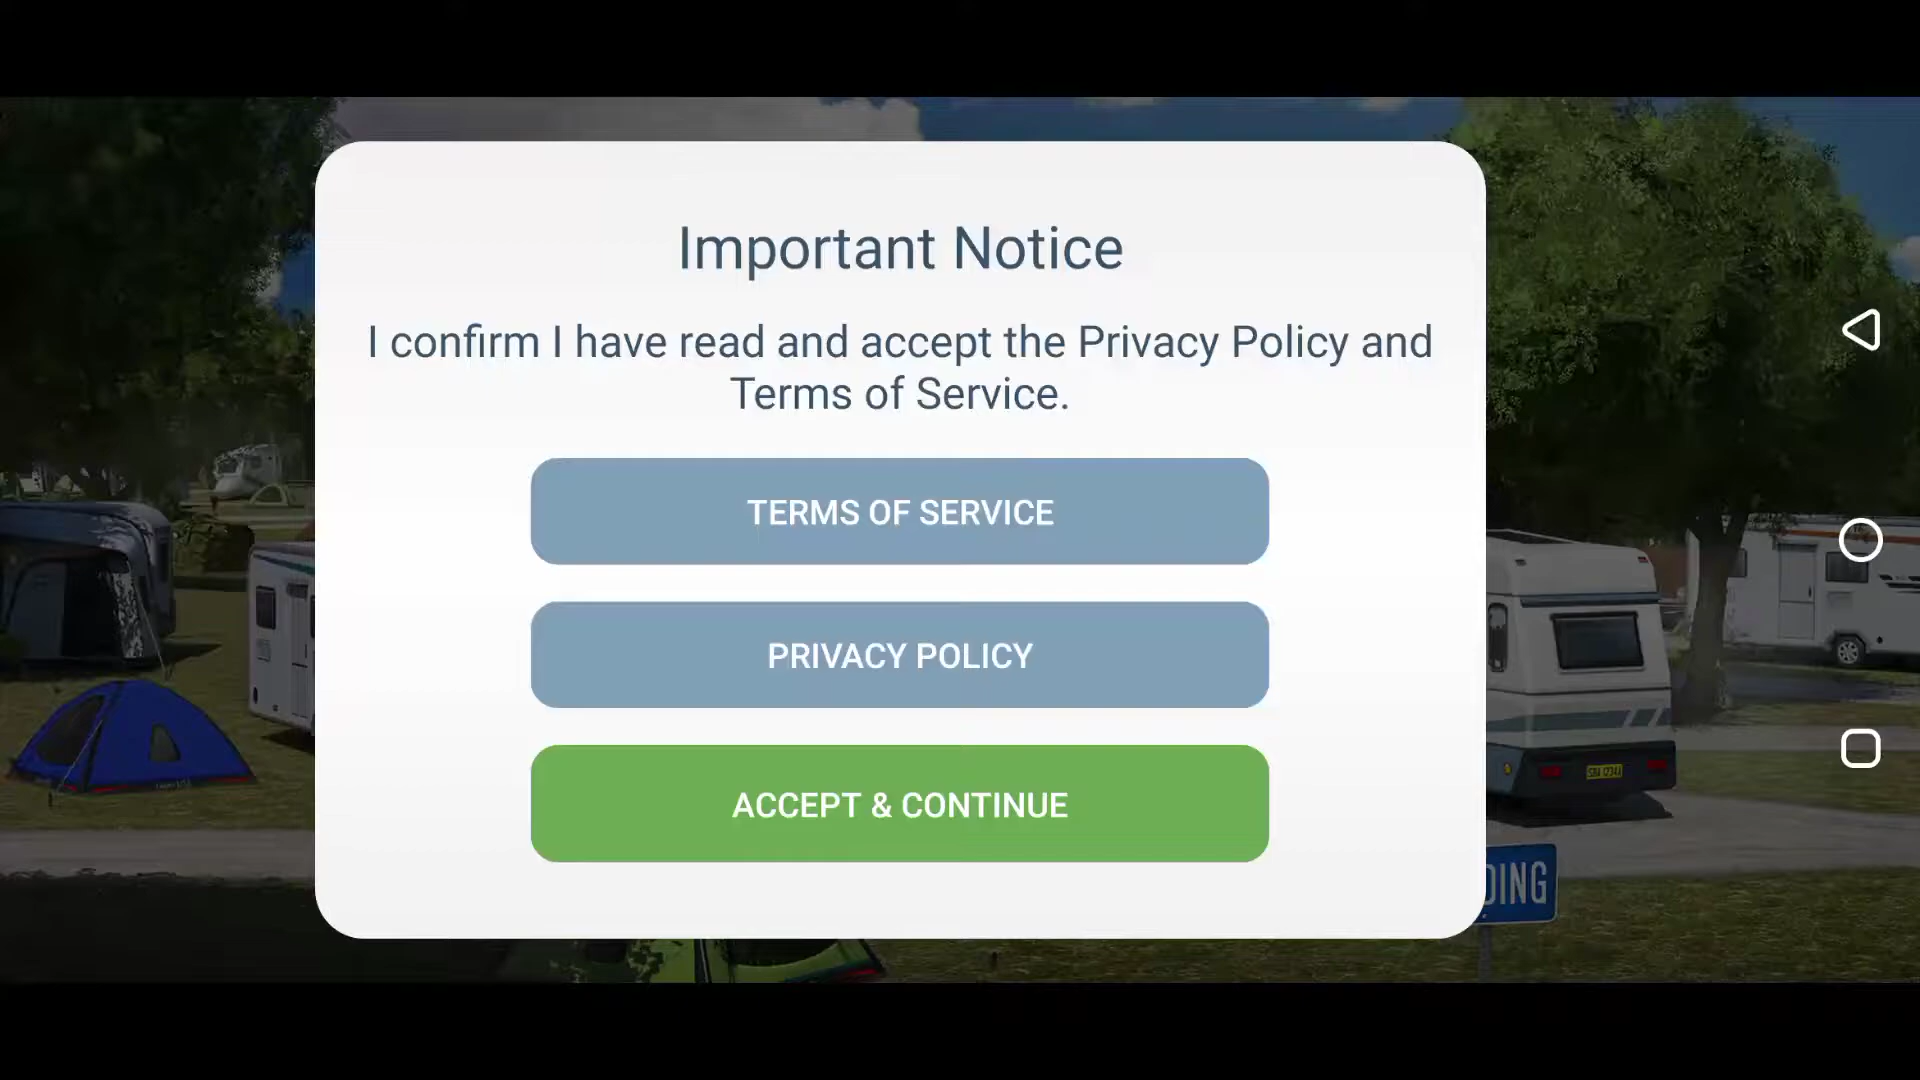 Important Notice
I confirm I have read and accept the Privacy Policy and
Terms of Service.
TERMS OF SERVICE
PRIVACY POLICY
ACCEPT & CONTINUE
DING